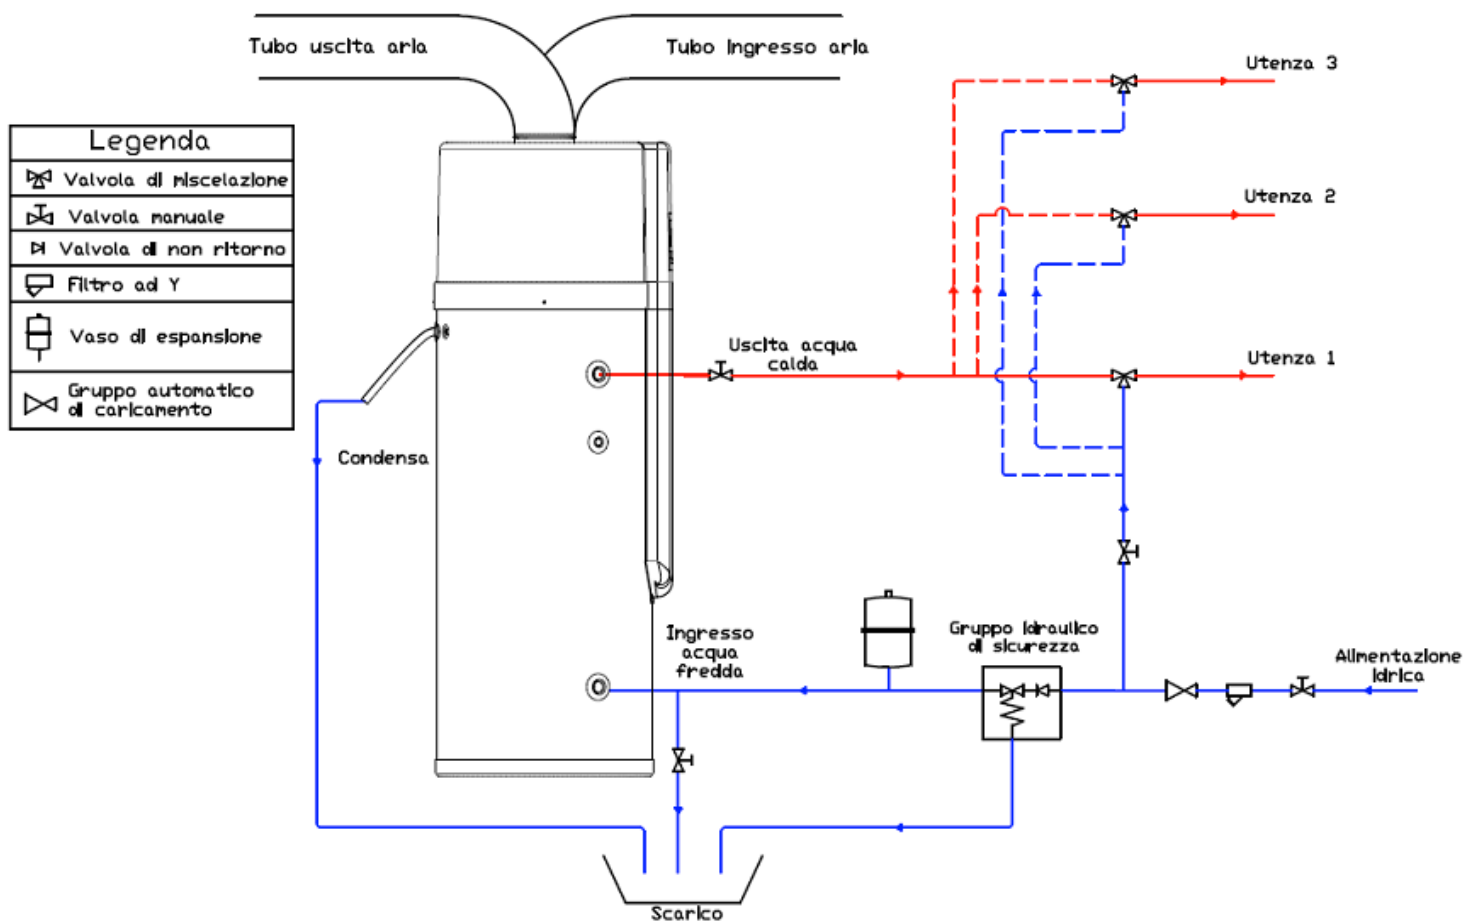 Tubo uscita aria
Tubo ingresso aria
Utenza 3
Legenda
Valvola di miscelazione
Valvola manuale
Valvola di non ritorno
Filtro ad Y
Vaso di espansione
Gruppo automatico
di caricamento
Utenza 2
Uscita acqua
calda
Utenza 1
Condensa
Ingresso
acqua
fredda
Gruppo idraulico
di sicurezza
Alimentazione
idrica
Scarico